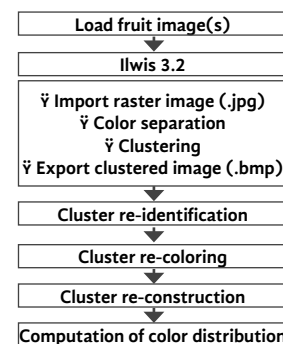 Load fruit image(s)
Ilwis 3.2
Ÿ Import raster image (.jpg)
Ÿ Color separation
Ÿ Clustering
Ÿ Export clustered image (.bmp)
Cluster re-identification
Cluster re-coloring
Cluster re-construction
Computation of color distribution